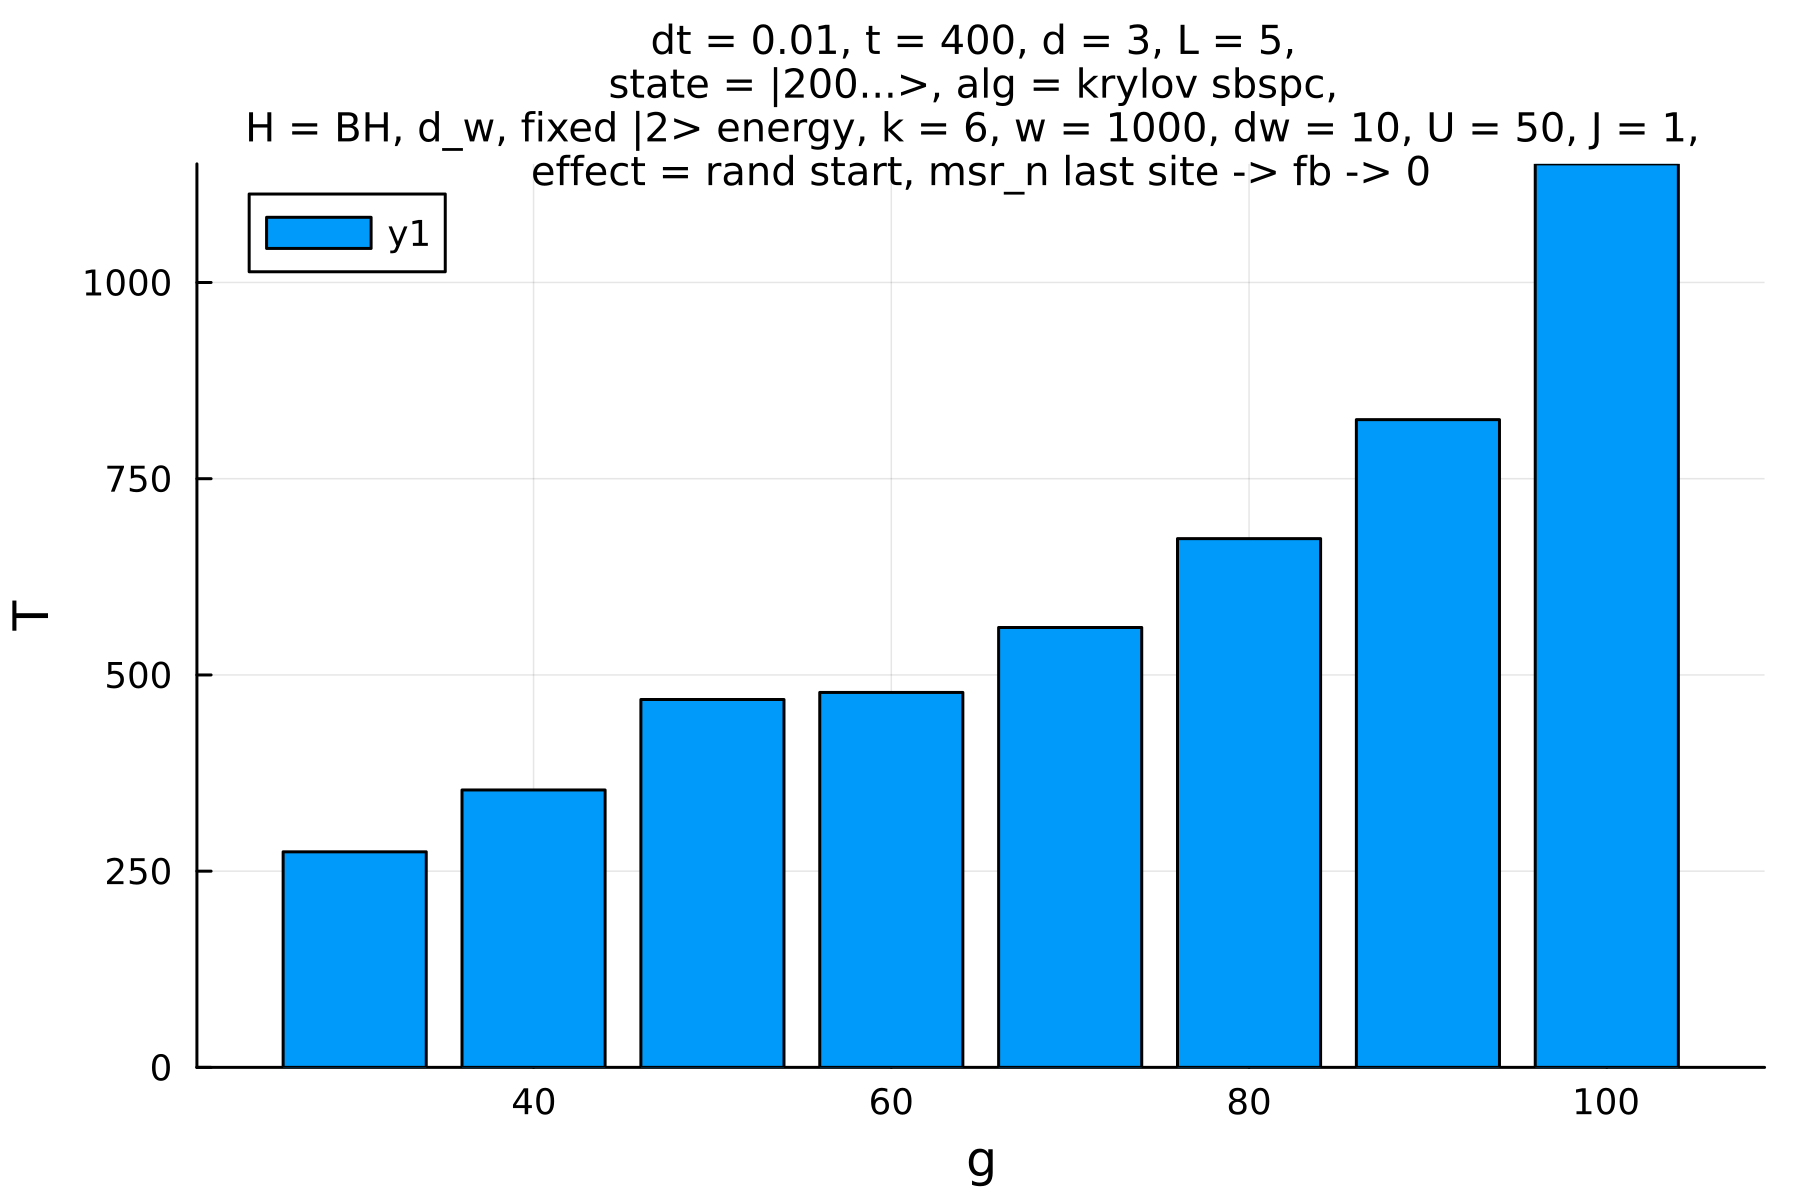 dt = 0.01, t = 400, d = 3, L = 5,
state = |200...>, alg = krylov sbspc,
H = BH, d_w, fixed |2> energy, k = 6, w = 1000, dw = 10, U = 50, J = 1,
effect = rand start, msr_n last site -> fb -> 0
y1
1000
750
500
250
0
T
40 60 80 100
g